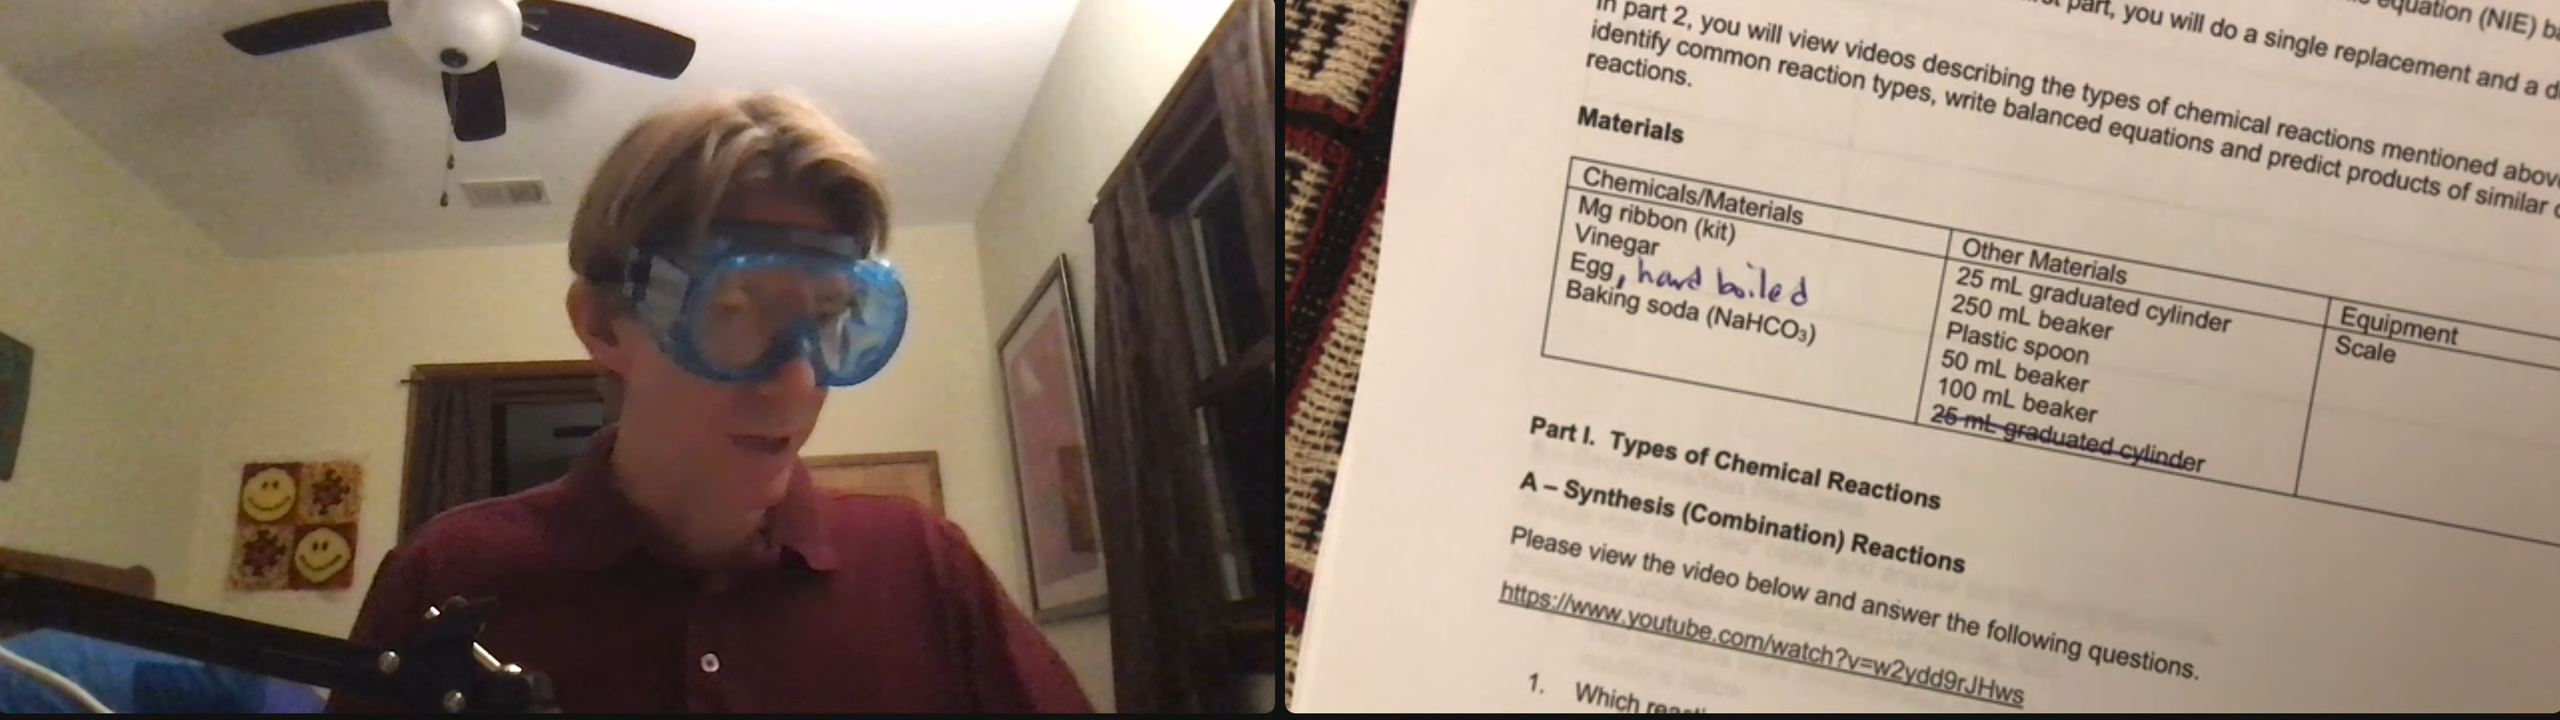 equation (NIE)
part, you will do a single replacement and a
In part 2, you will view videos describing the types of chemical reactions mentioned
identify common reaction types, write balanced equations and predict products of similar
reactions.
Materials
Chemicals/Materials
Mg ribbon (kit)
Vinegar
Egg, hard boiled
Baking soda (NaHCO₃)
Other Materials
25 mL graduated cylinder
250 mL beaker
Plastic spoon
50 mL beaker
100 mL beaker
25 mL graduated cylinder
Equipment
Scale
Part I. Types of Chemical Reactions
A – Synthesis (Combination) Reactions
Please view the video below and answer the following questions.
https://www.youtube.com/watch?v=w2ydd9rJHws
1. Which